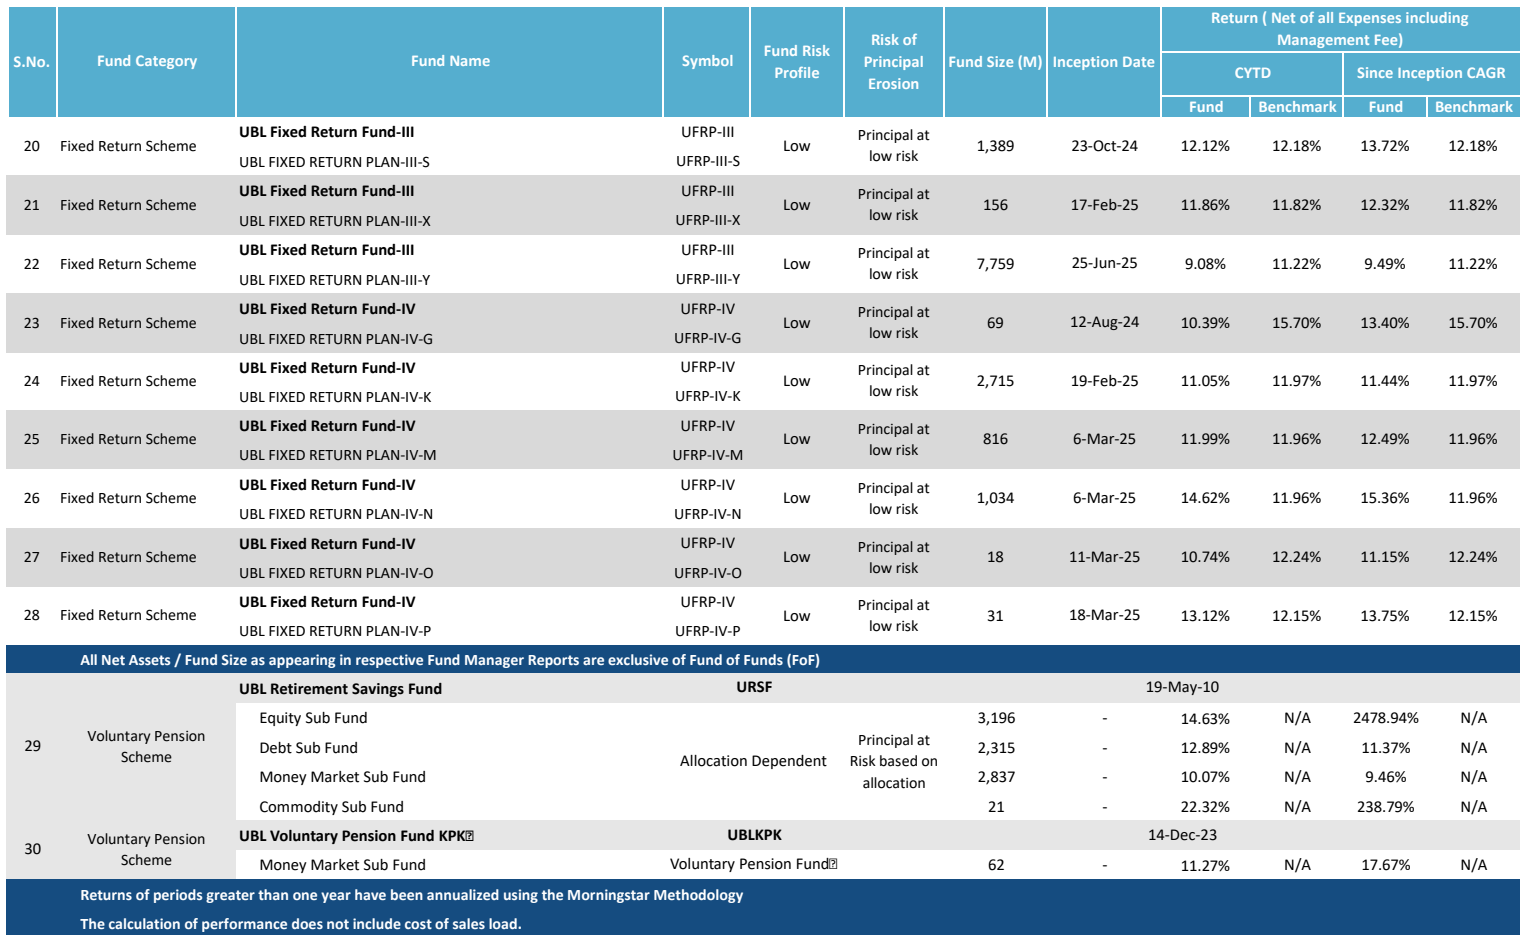 S.No. Fund Category Fund Name Symbol Fund Risk Profile Risk of Principal Erosion Fund Size (M) Inception Date Return ( Net of all Expenses including Management Fee)
CYTD Since Inception CAGR
Fund Benchmark Fund Benchmark
20 Fixed Return Scheme UBL Fixed Return Fund-III UFRP-III Low Principal at low risk 1,389 23-Oct-24 12.12% 12.18% 13.72% 12.18%
UBL FIXED RETURN PLAN-III-S UFRP-III-S
21 Fixed Return Scheme UBL Fixed Return Fund-III UFRP-III Low Principal at low risk 156 17-Feb-25 11.86% 11.82% 12.32% 11.82%
UBL FIXED RETURN PLAN-III-X UFRP-III-X
22 Fixed Return Scheme UBL Fixed Return Fund-III UFRP-III Low Principal at low risk 7,759 25-Jun-25 9.08% 11.22% 9.49% 11.22%
UBL FIXED RETURN PLAN-III-Y UFRP-III-Y
23 Fixed Return Scheme UBL Fixed Return Fund-IV UFRP-IV Low Principal at low risk 69 12-Aug-24 10.39% 15.70% 13.40% 15.70%
UBL FIXED RETURN PLAN-IV-G UFRP-IV-G
24 Fixed Return Scheme UBL Fixed Return Fund-IV UFRP-IV Low Principal at low risk 2,715 19-Feb-25 11.05% 11.97% 11.44% 11.97%
UBL FIXED RETURN PLAN-IV-K UFRP-IV-K
25 Fixed Return Scheme UBL Fixed Return Fund-IV UFRP-IV Low Principal at low risk 816 6-Mar-25 11.99% 11.96% 12.49% 11.96%
UBL FIXED RETURN PLAN-IV-M UFRP-IV-M
26 Fixed Return Scheme UBL Fixed Return Fund-IV UFRP-IV Low Principal at low risk 1,034 6-Mar-25 14.62% 11.96% 15.36% 11.96%
UBL FIXED RETURN PLAN-IV-N UFRP-IV-N
27 Fixed Return Scheme UBL Fixed Return Fund-IV UFRP-IV Low Principal at low risk 18 11-Mar-25 10.74% 12.24% 11.15% 12.24%
UBL FIXED RETURN PLAN-IV-O UFRP-IV-O
28 Fixed Return Scheme UBL Fixed Return Fund-IV UFRP-IV Low Principal at low risk 31 18-Mar-25 13.12% 12.15% 13.75% 12.15%
UBL FIXED RETURN PLAN-IV-P UFRP-IV-P
All Net Assets / Fund Size as appearing in respective Fund Manager Reports are exclusive of Fund of Funds (FoF)
29 Voluntary Pension Scheme UBL Retirement Savings Fund URSF 19-May-10
Allocation Dependent Principal at Risk based on allocation
Equity Sub Fund 3,196 - 14.63% N/A 2478.94% N/A
Debt Sub Fund 2,315 - 12.89% N/A 11.37% N/A
Money Market Sub Fund 2,837 - 10.07% N/A 9.46% N/A
Commodity Sub Fund 21 - 22.32% N/A 238.79% N/A
30 Voluntary Pension Scheme UBL Voluntary Pension Fund KPK UBLKPK 14-Dec-23
Money Market Sub Fund Voluntary Pension Fund 62 - 11.27% N/A 17.67% N/A
Returns of periods greater than one year have been annualized using the Morningstar Methodology
The calculation of performance does not include cost of sales load.